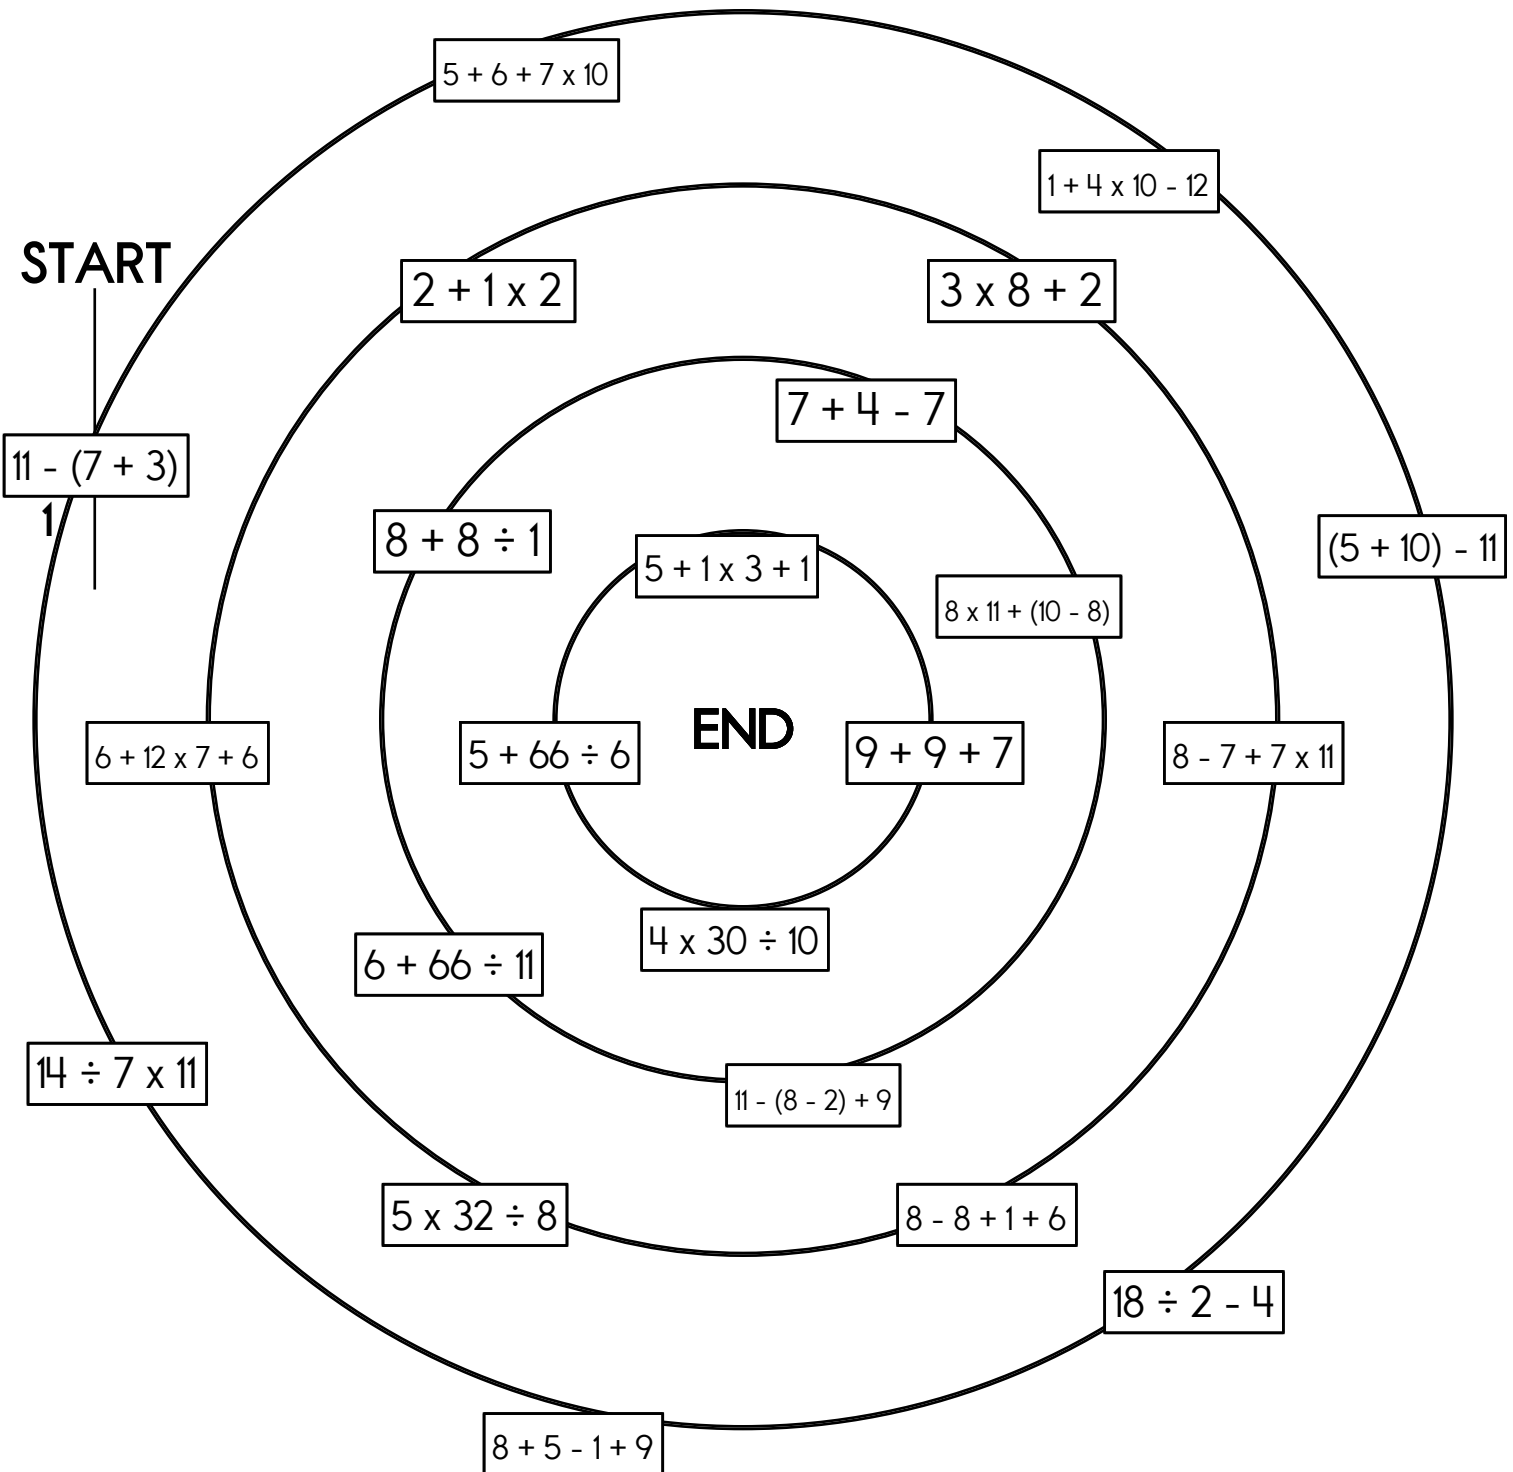 5 + 6 + 7 x 10
1 + 4 x 10 - 12
START
2 + 1 x 2
3 x 8 + 2
7 + 4 - 7
11 - (7 + 3)
1
8 + 8 ÷ 1
(5 + 10) - 11
5 + 1 x 3 + 1
8 x 11 + (10 - 8)
END
6 + 12 x 7 + 6
5 + 66 ÷ 6
9 + 9 + 7
8 - 7 + 7 x 11
4 x 30 ÷ 10
6 + 66 ÷ 11
14 ÷ 7 x 11
11 - (8 - 2) + 9
5 x 32 ÷ 8
8 - 8 + 1 + 6
18 ÷ 2 - 4
8 + 5 - 1 + 9